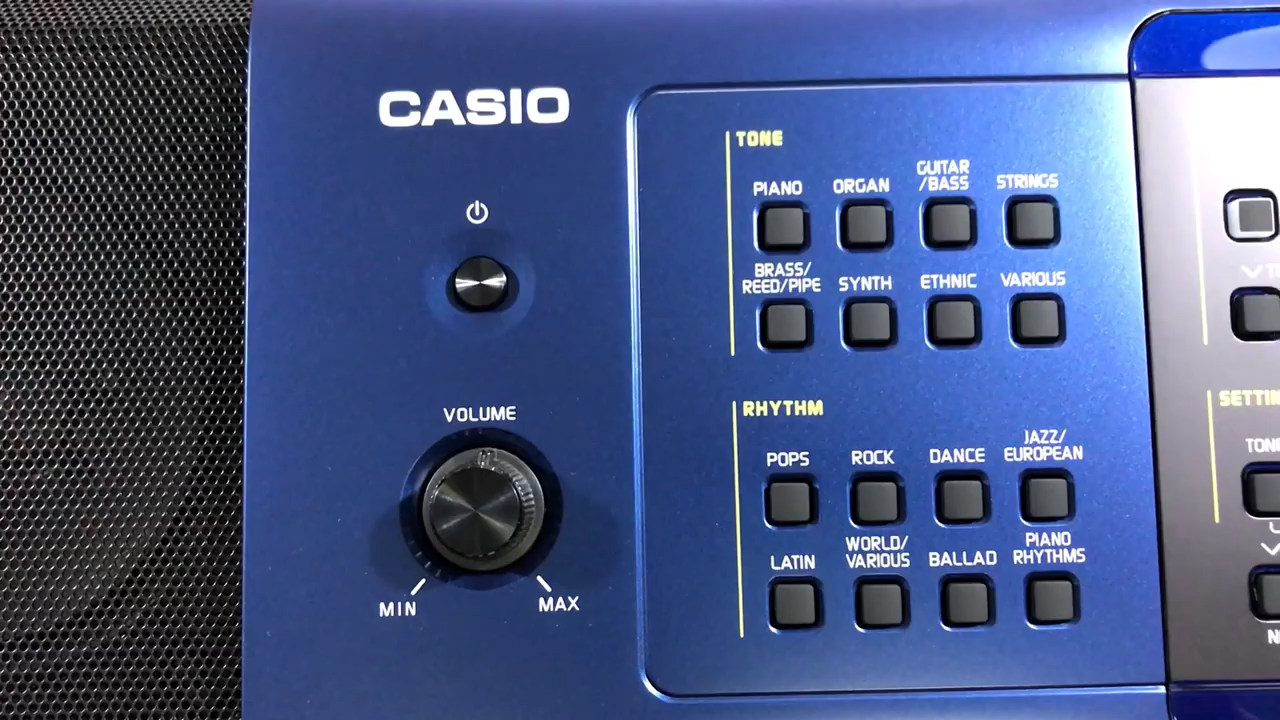 CASIO
VOLUME
MIN
MAX
TONE
PIANO
ORGAN
GUITAR
/BASS
STRINGS
BRASS/
REED/PIPE
SYNTH
ETHNIC
VARIOUS
RHYTHM
POPS
ROCK
DANCE
JAZZ/
EUROPEAN
LATIN
WORLD/
VARIOUS
BALLAD
PIANO
RHYTHMS